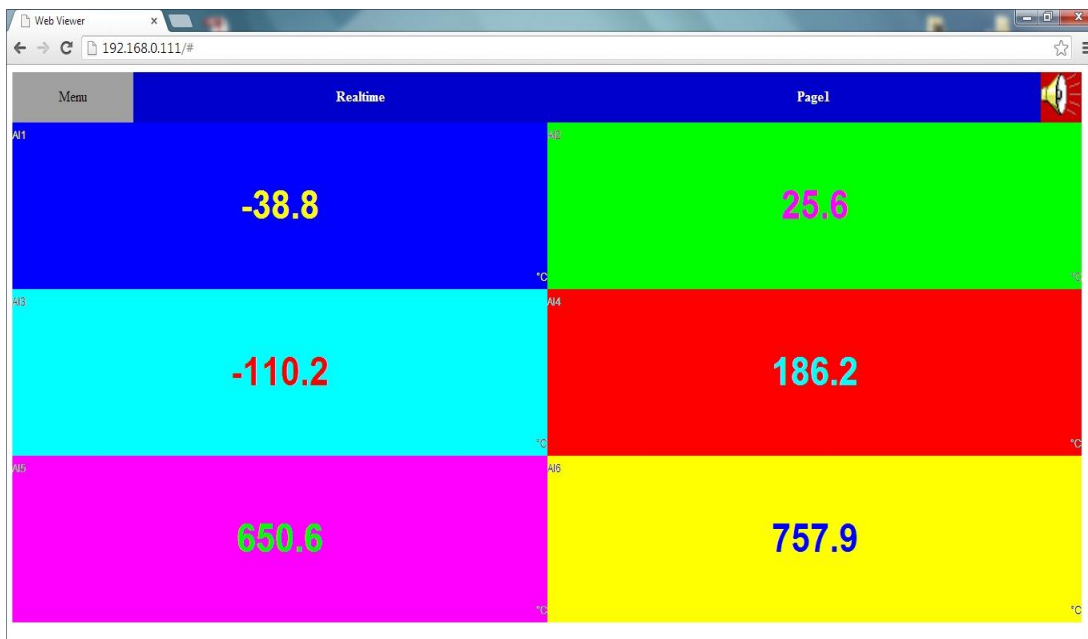 Web Viewer
192.168.0.111/#
Menu Realtime Page1
AI1
-38.8
°C
AI2
25.6
°C
AI3
-110.2
°C
AI4
186.2
°C
AI5
650.6
°C
AI6
757.9
°C